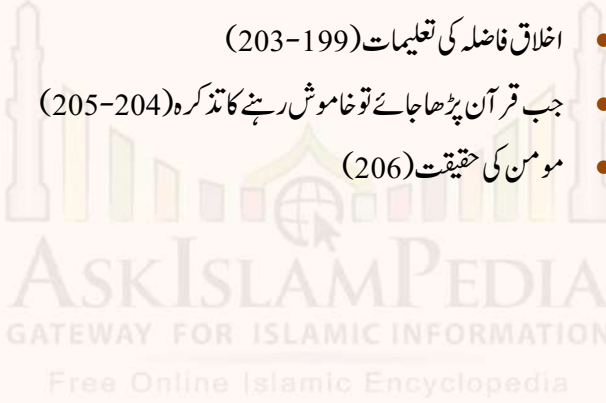 اخلاق فاضلہ کی تعلیمات (199-203)
جب قرآن پڑھا جائے تو خاموش رہنے کا تذکرہ (204-205)
مومن کی حقیقت (206)
ASKISLAMPEDIA
GATEWAY FOR ISLAMIC INFORMATION
Free Online Islamic Encyclopedia